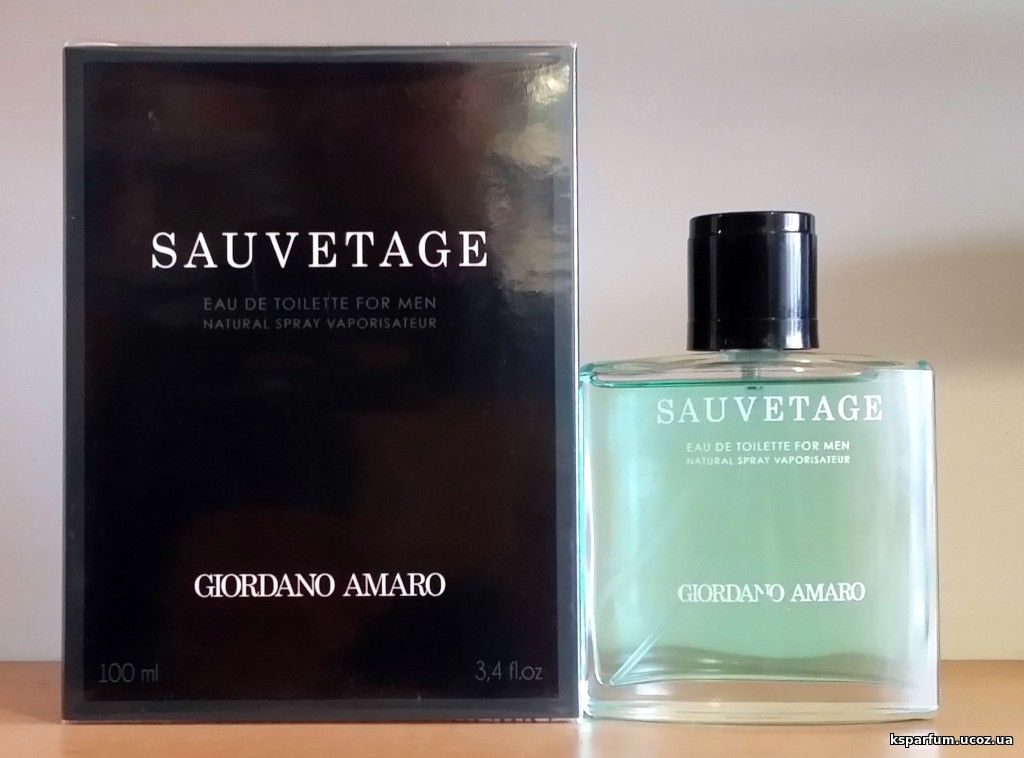 SAUVETAGE
EAU DE TOILETTE FOR MEN
NATURAL SPRAY VAPORISATEUR
GIORDANO AMARO
100 ml
3,4 fl.oz
SAUVETAGE
EAU DE TOILETTE FOR MEN
NATURAL SPRAY VAPORISATEUR
GIORDANO AMARO
ksparfum.ucoz.ua